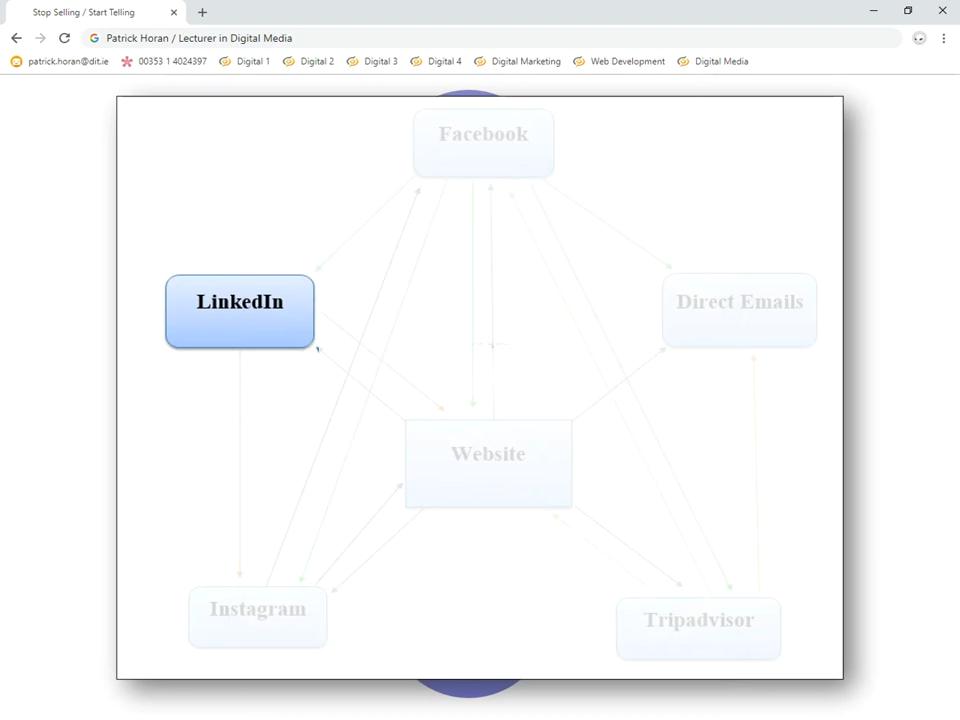 Stop Selling / Start Telling
Patrick Horan / Lecturer in Digital Media
patrick.horan@dit.ie 00353 1 4024397 Digital 1 Digital 2 Digital 3 Digital 4 Digital Marketing Web Development Digital Media
Facebook
LinkedIn
Direct Emails
Website
Instagram
Tripadvisor